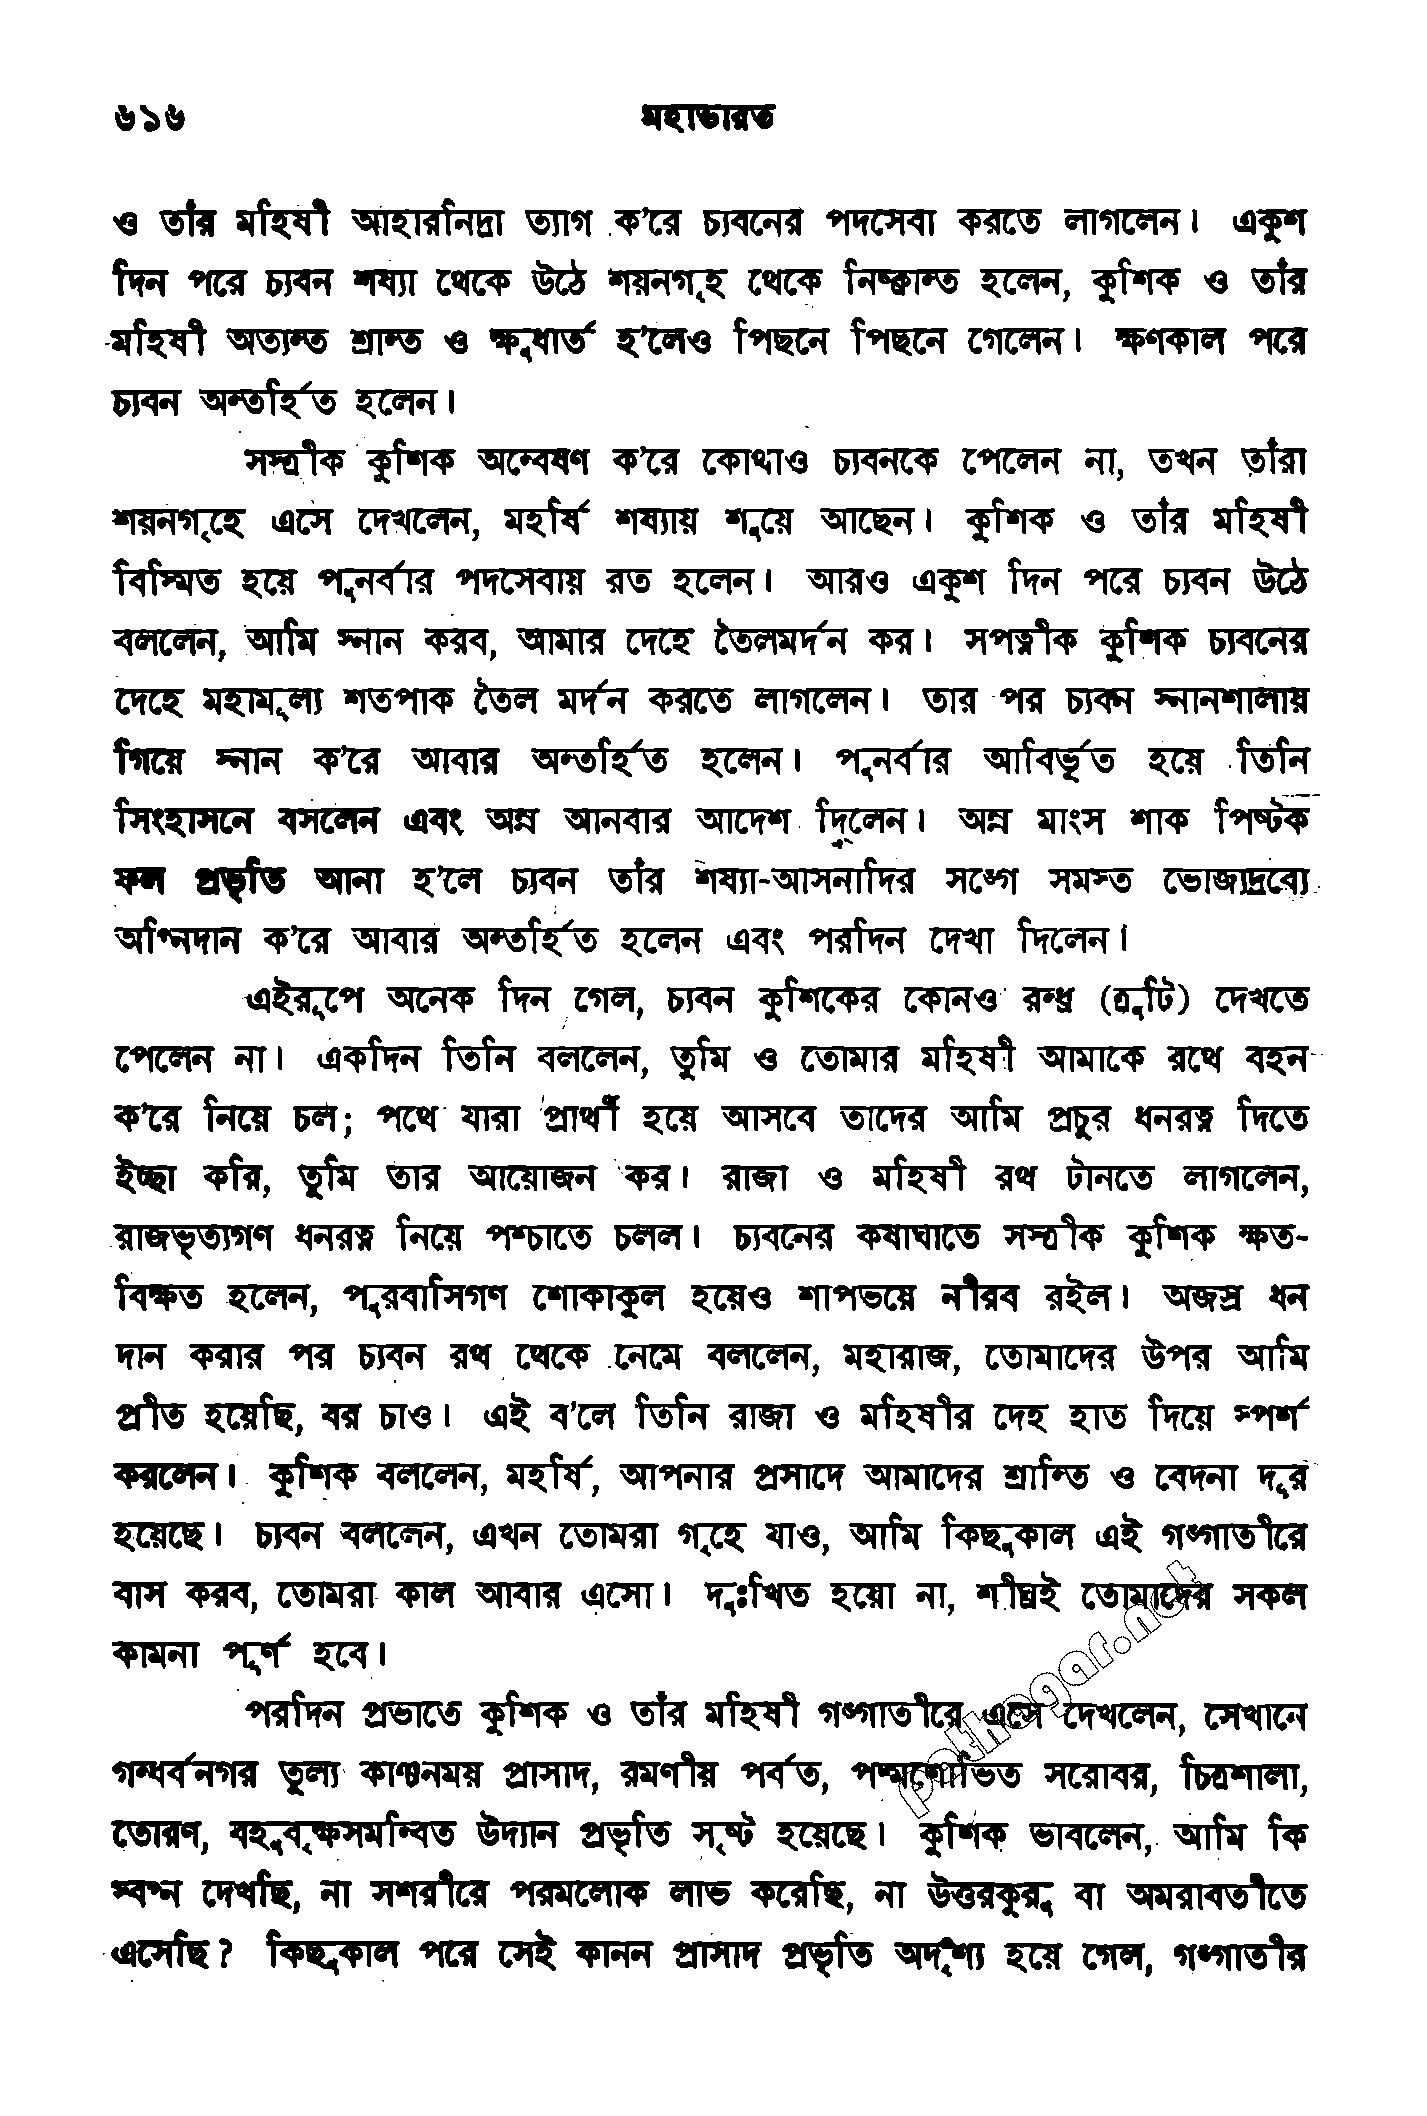 ৬১৬ মহাভারত
ও তাঁর মহিষী আহারনিদ্রা ত্যাগ ক'রে চ্যবনের পদসেবা করতে লাগলেন। একুশ
দিন পরে চ্যবন শয্যা থেকে উঠে শয়নগৃহ থেকে নিষ্ক্রান্ত হলেন, কুশিক ও তাঁর
মহিষী অত্যন্ত শ্রান্ত ও ক্ষুধার্ত হ'লেও পিছনে পিছনে গেলেন। ক্ষণকাল পরে
চ্যবন অন্তর্হিত হলেন।
সস্ত্রীক কুশিক অন্বেষণ ক'রে কোথাও চ্যবনকে পেলেন না, তখন তাঁরা
শয়নগৃহে এসে দেখলেন, মহর্ষি শয্যায় শুয়ে আছেন। কুশিক ও তাঁর মহিষী
বিস্মিত হয়ে পুনর্বার পদসেবায় রত হলেন। আরও একুশ দিন পরে চ্যবন উঠে
বললেন, আমি স্নান করব, আমার দেহে তৈলমর্দন কর। সপত্নীক কুশিক চ্যবনের
দেহে মহামূল্য শতপাক তৈল মর্দন করতে লাগলেন। তার পর চ্যবন স্নানশালায়
গিয়ে স্নান ক'রে আবার অন্তর্হিত হলেন। পুনর্বার আবির্ভূত হয়ে তিনি
সিংহাসনে বসলেন এবং অন্ন আনবার আদেশ দিলেন। অন্ন মাংস শাক পিষ্টক
ফল প্রভৃতি আনা হ'লে চ্যবন তাঁর শয্যা-আসনাদির সঙ্গে সমস্ত ভোজ্যদ্রব্যে
অগ্নিদান ক'রে আবার অন্তর্হিত হলেন এবং পরদিন দেখা দিলেন।
এইরূপে অনেক দিন গেল, চ্যবন কুশিকের কোনও রন্ধ্র (ত্রুটি) দেখতে
পেলেন না। একদিন তিনি বললেন, তুমি ও তোমার মহিষী আমাকে রথে বহন
ক'রে নিয়ে চল; পথে যারা প্রার্থী হয়ে আসবে তাদের আমি প্রচুর ধনরত্ন দিতে
ইচ্ছা করি, তুমি তার আয়োজন কর। রাজা ও মহিষী রথ টানতে লাগলেন,
রাজভৃত্যগণ ধনরত্ন নিয়ে পশ্চাতে চলল। চ্যবনের কষাঘাতে সস্ত্রীক কুশিক ক্ষত-
বিক্ষত হলেন, পুরবাসিগণ শোকাকুল হয়েও শাপভয়ে নীরব রইল। অজস্র ধন
দান করার পর চ্যবন রথ থেকে নেমে বললেন, মহারাজ, তোমাদের উপর আমি
প্রীত হয়েছি, বর চাও। এই ব'লে তিনি রাজা ও মহিষীর দেহ হাত দিয়ে স্পর্শ
করলেন। কুশিক বললেন, মহর্ষি, আপনার প্রসাদে আমাদের শ্রান্তি ও বেদনা দূর
হয়েছে। চ্যবন বললেন, এখন তোমরা গৃহে যাও, আমি কিছুকাল এই গঙ্গাতীরে
বাস করব, তোমরা কাল আবার এসো। দুঃখিত হয়ো না, শীঘ্রই তোমাদের সকল
কামনা পূর্ণ হবে।
পরদিন প্রভাতে কুশিক ও তাঁর মহিষী গঙ্গাতীরে এসে দেখলেন, সেখানে
গন্ধর্বনগর তুল্য কাঞ্চনময় প্রাসাদ, রমণীয় পর্বত, পদ্মশোভিত সরোবর, চিত্রশালা,
তোরণ, বহুবৃক্ষসমন্বিত উদ্যান প্রভৃতি সৃষ্ট হয়েছে। কুশিক ভাবলেন, আমি কি
স্বপ্ন দেখছি, না সশরীরে পরমলোক লাভ করেছি, না উত্তরকুরু বা অমরাবতীতে
এসেছি? কিছুকাল পরে সেই কানন প্রাসাদ প্রভৃতি অদৃশ্য হয়ে গেল, গঙ্গাতীর
pathagar.net